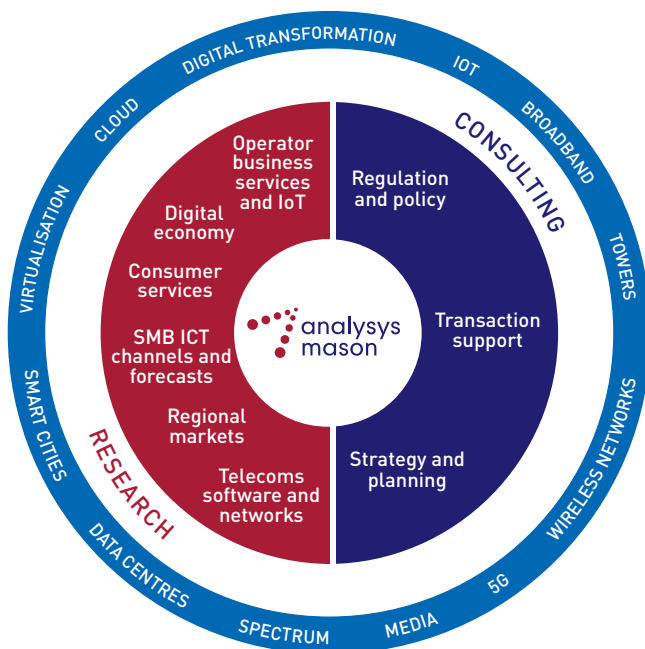 DIGITAL TRANSFORMATION
IOT
BROADBAND
TOWERS
WIRELESS NETWORKS
5G
MEDIA
SPECTRUM
DATA CENTRES
SMART CITIES
VIRTUALISATION
CLOUD
CONSULTING
Regulation
and policy
Transaction
support
Strategy and
planning
RESEARCH
Operator
business
services
and IoT
Digital
economy
Consumer
services
SMB ICT
channels and
forecasts
Regional
markets
Telecoms
software and
networks
analysys
mason